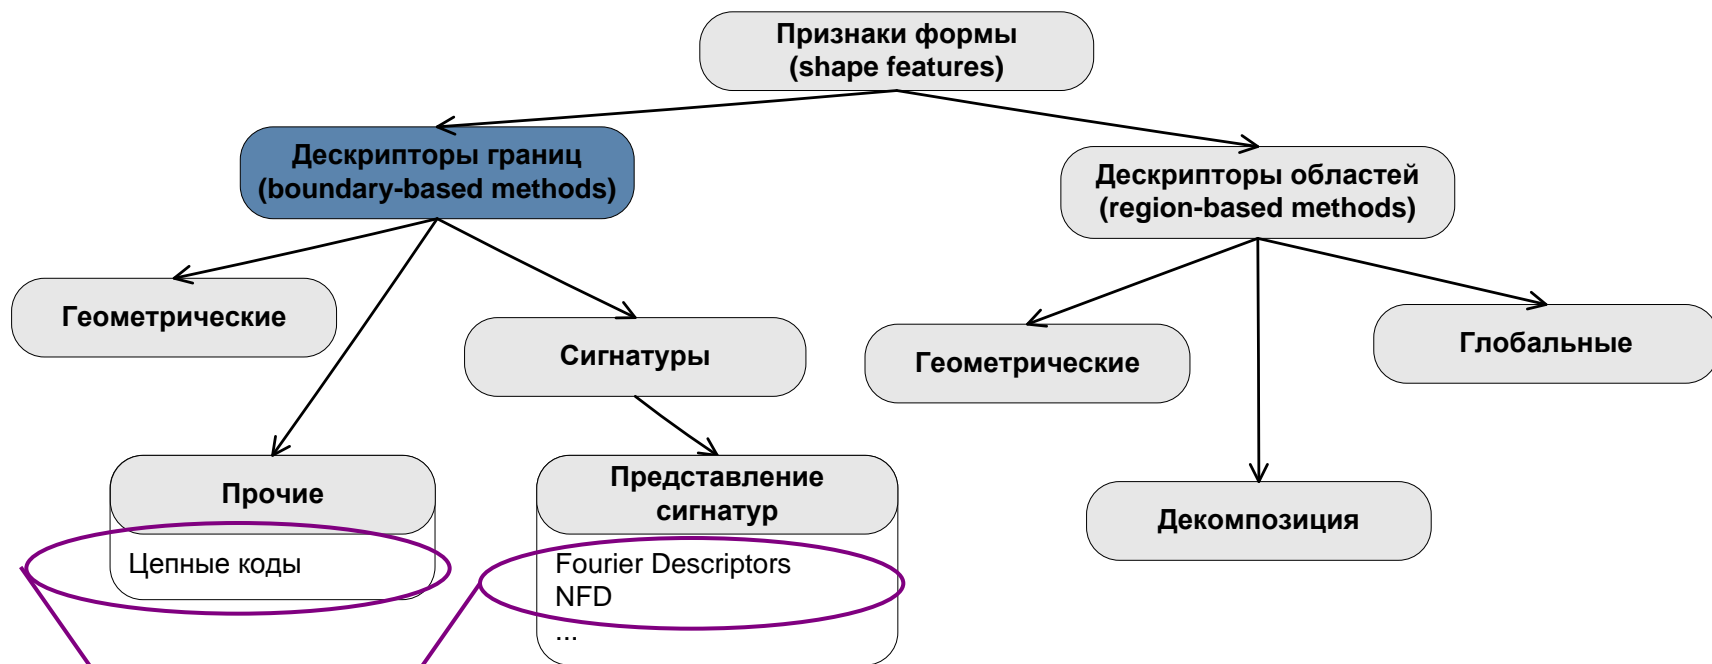 Признаки формы
(shape features)
Дескрипторы границ
(boundary-based methods)
Дескрипторы областей
(region-based methods)
Геометрические
Сигнатуры
Геометрические
Глобальные
Прочие
Цепные коды
Представление
сигнатур
Fourier Descriptors
NFD
...
Декомпозиция